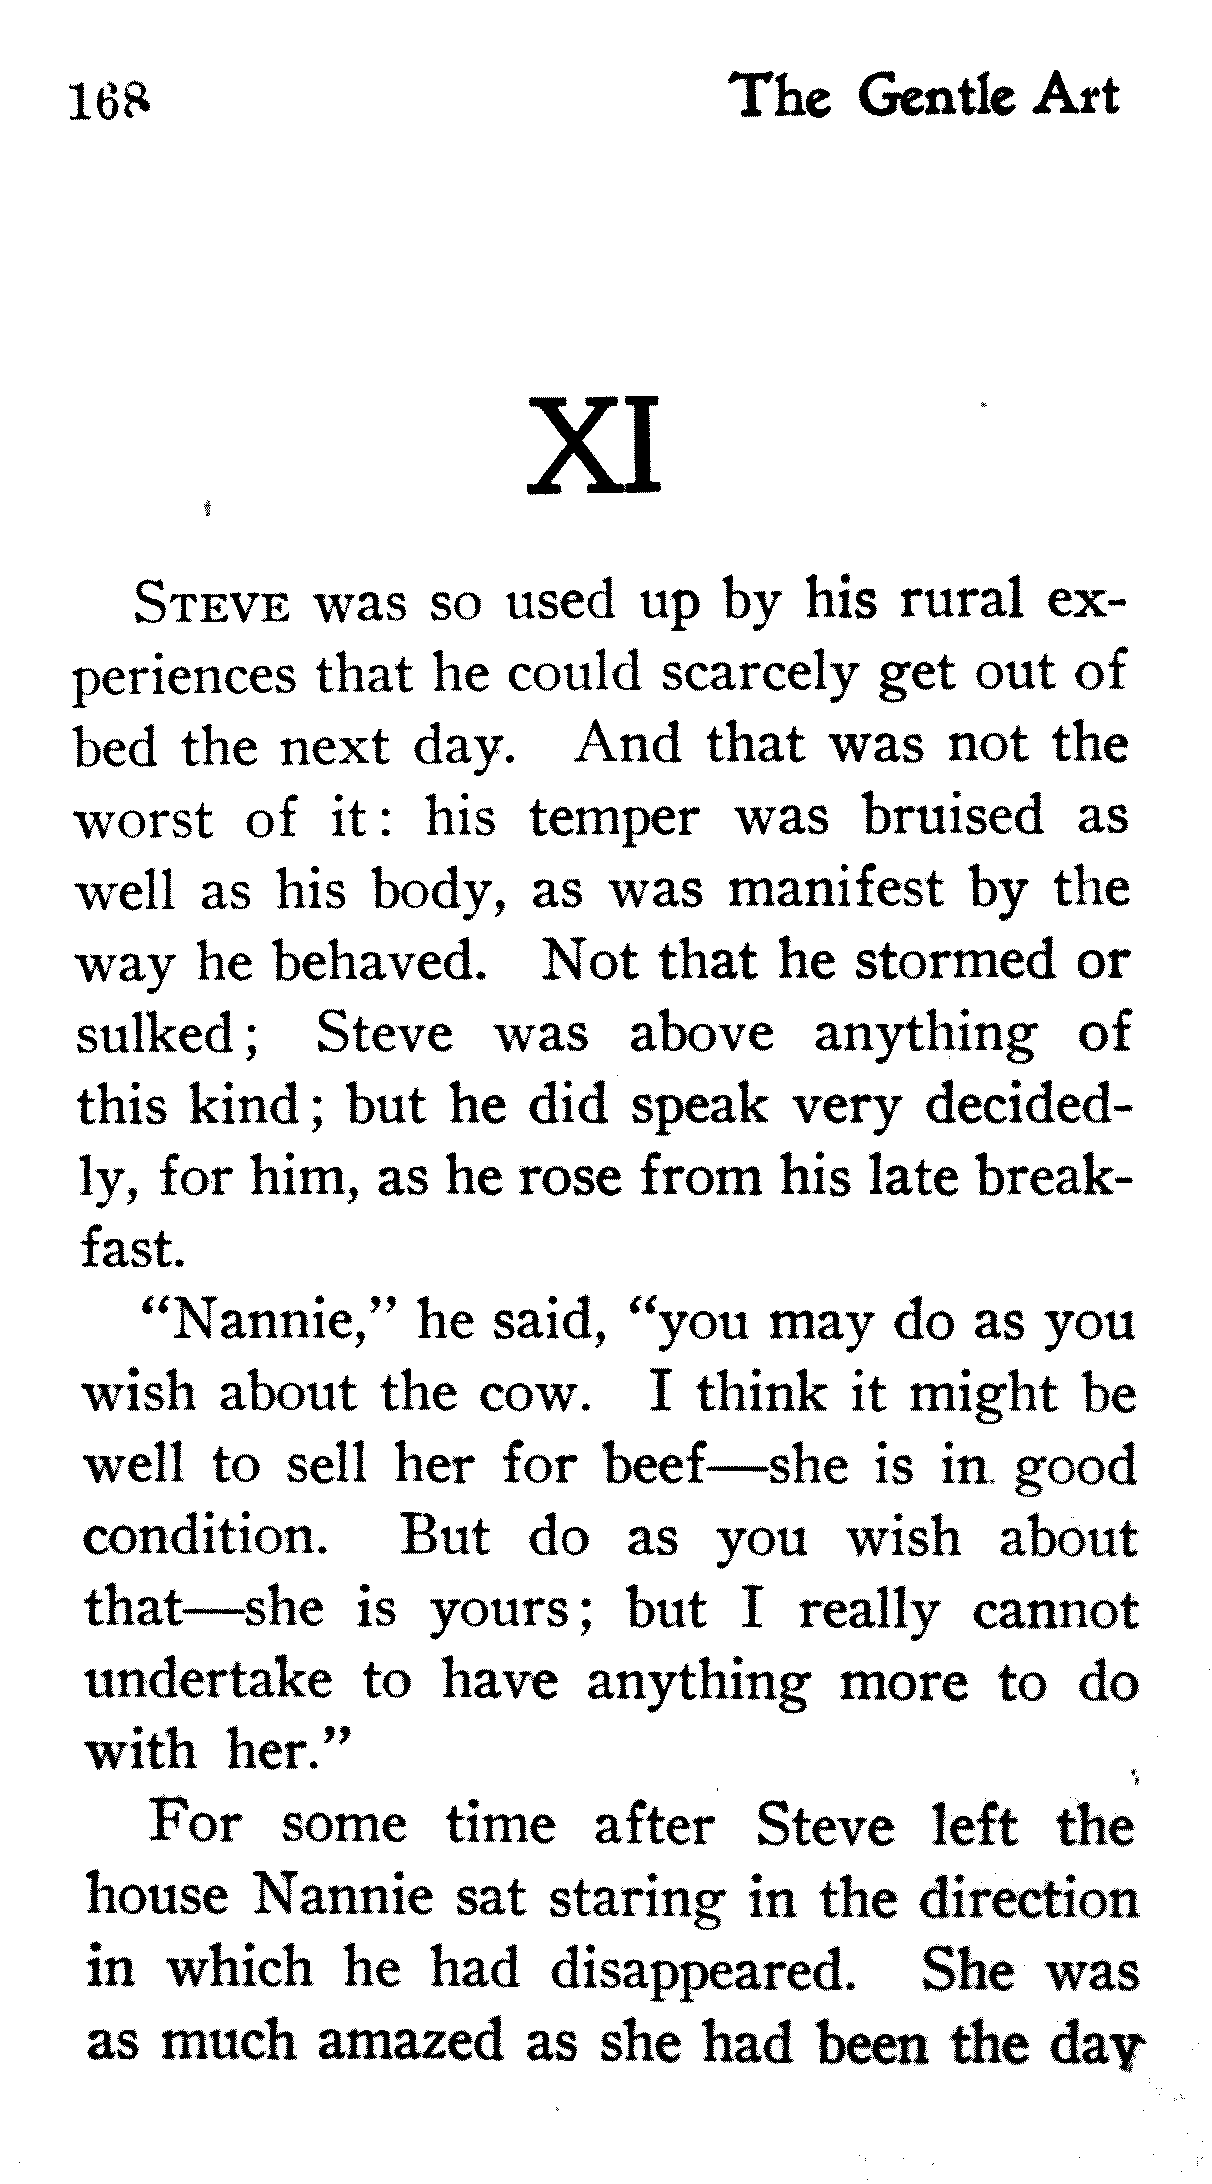 168 The Gentle Art
XI
STEVE was so used up by his rural ex-
periences that he could scarcely get out of
bed the next day. And that was not the
worst of it: his temper was bruised as
well as his body, as was manifest by the
way he behaved. Not that he stormed or
sulked; Steve was above anything of
this kind; but he did speak very decided-
ly, for him, as he rose from his late break-
fast.
"Nannie," he said, "you may do as you
wish about the cow. I think it might be
well to sell her for beef—she is in good
condition. But do as you wish about
that—she is yours; but I really cannot
undertake to have anything more to do
with her."
For some time after Steve left the
house Nannie sat staring in the direction
in which he had disappeared. She was
as much amazed as she had been the day